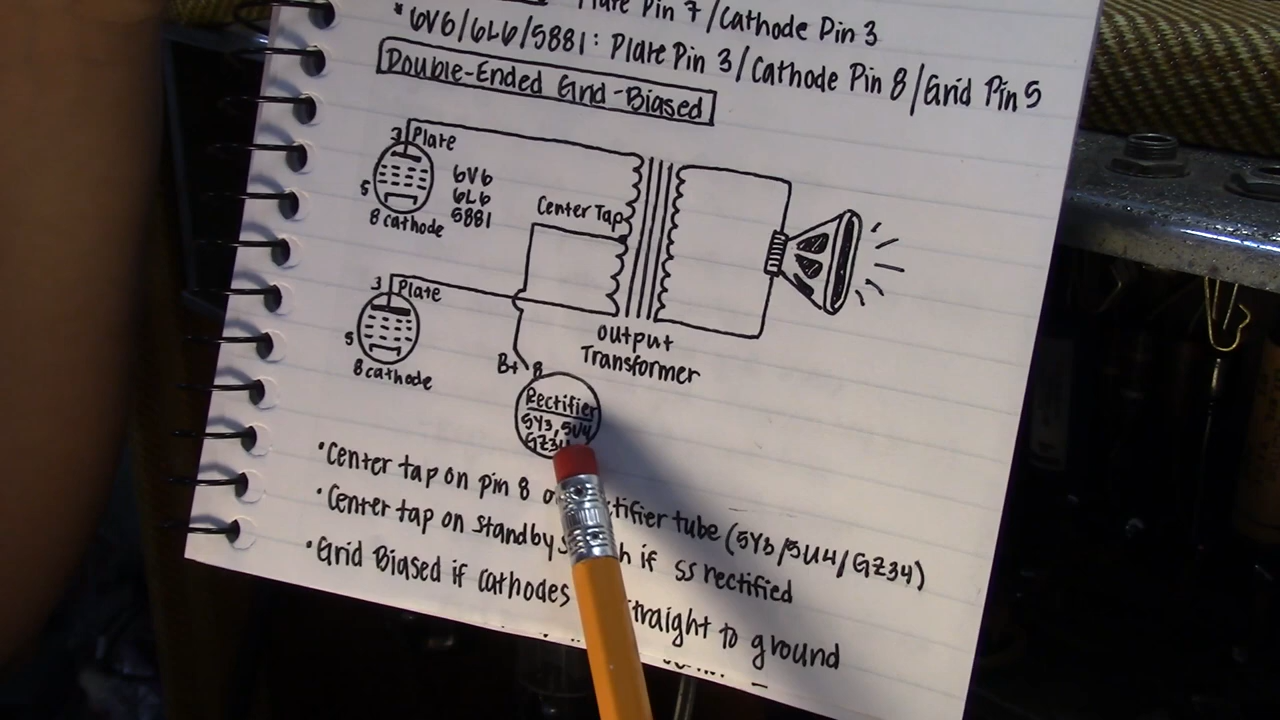 Plate Pin 7/Cathode Pin 3
*6V6/6L6/5881: Plate Pin 3/Cathode Pin 8/Grid Pin 5
Double-Ended Grid-Biased
3 Plate
5
6V6
6L6
5881
8 cathode
Center Tap
3 Plate
5
8 cathode
Output
Transformer
B+ 8
Rectifier
5Y3, 5U4
GZ34
•Center tap on pin 8 tifier tube (5Y3/5U4/GZ34)
•Center tap on standby if ss rectified
•Grid Biased if cathodes straight to ground